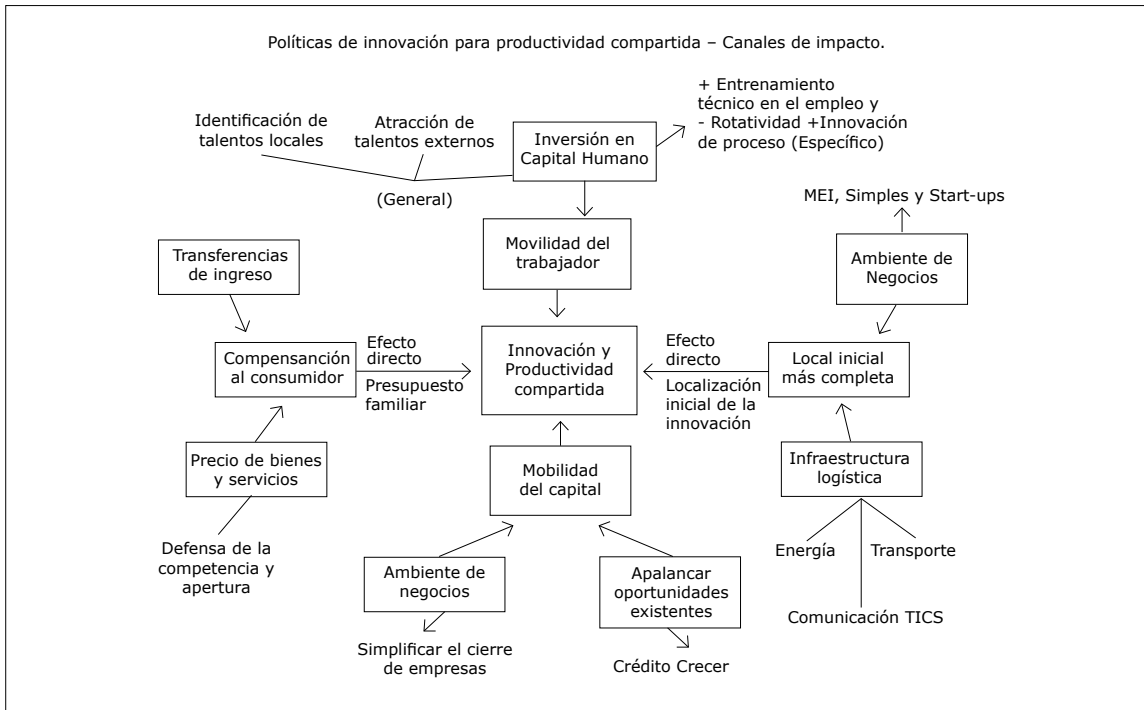 Políticas de innovación para productividad compartida – Canales de impacto.
Identificación de
talentos locales
Atracción de
talentos externos
(General)
Inversión en
Capital Humano
+ Entrenamiento
técnico en el empleo y
- Rotatividad +Innovación
de proceso (Específico)
MEI, Simples y Start-ups
Transferencias
de ingreso
Movilidad del
trabajador
Ambiente de
Negocios
Compensanción
al consumidor
Efecto
directo
Presupuesto
familiar
Innovación y
Productividad
compartida
Efecto
directo
Localización
inicial de la
innovación
Local inicial
más completa
Precio de bienes
y servicios
Mobilidad
del capital
Infraestructura
logística
Defensa de la
competencia y
apertura
Ambiente de
negocios
Apalancar
oportunidades
existentes
Energía
Transporte
Comunicación TICS
Simplificar el cierre
de empresas
Crédito Crecer